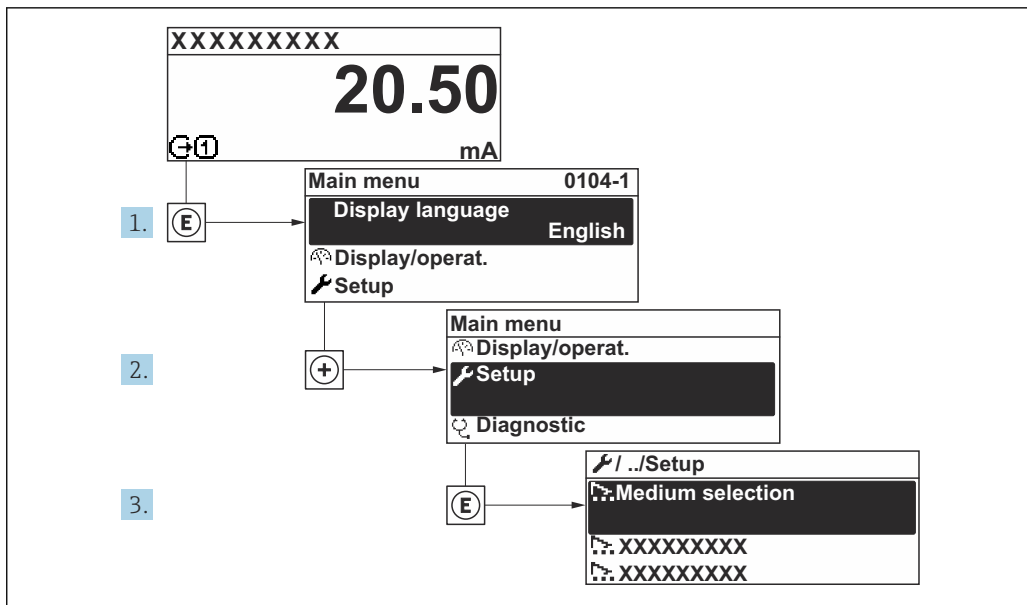 XXXXXXXXX
20.50
1
mA
Main menu 0104-1
Display language
English
1. E
Display/operat.
Setup
Main menu
Display/operat.
2. +
Setup
Diagnostic
/ ../Setup
Medium selection
3. E
XXXXXXXXX
XXXXXXXXX